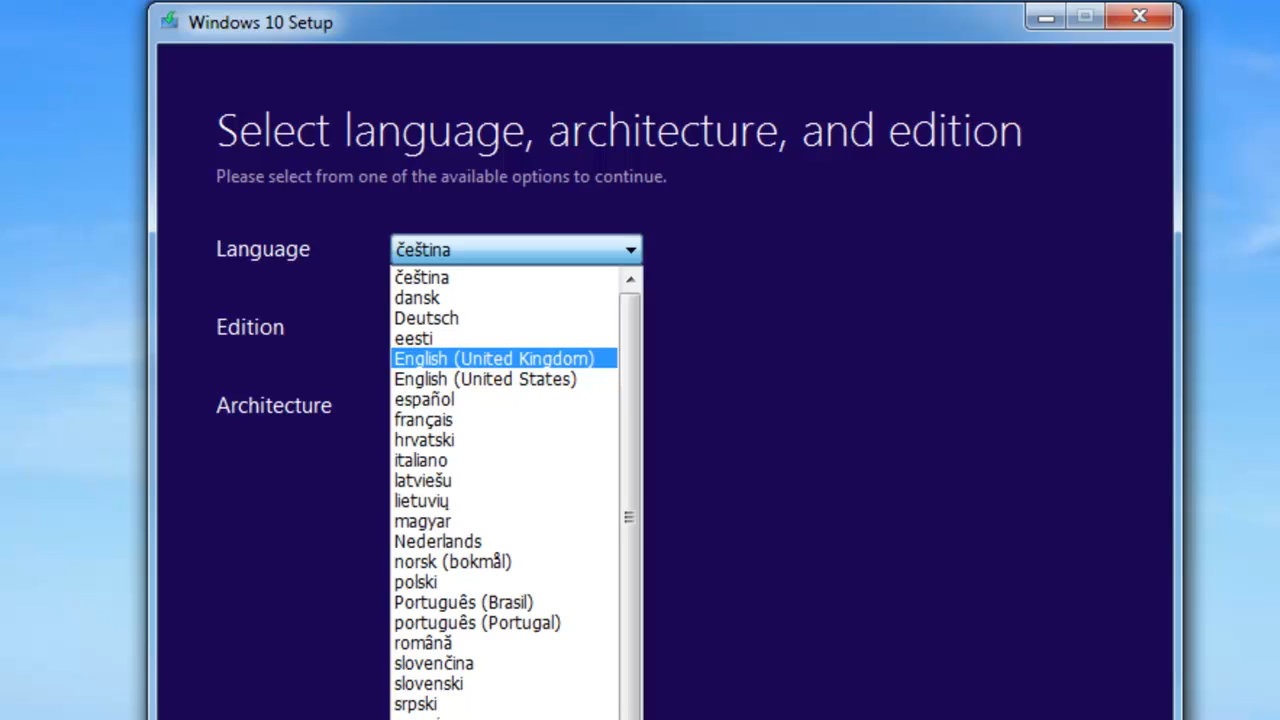 Windows 10 Setup
Select language, architecture, and edition
Please select from one of the available options to continue.
Language
čeština
čeština
dansk
Deutsch
eesti
English (United Kingdom)
English (United States)
español
français
hrvatski
italiano
latviešu
lietuvių
magyar
Nederlands
norsk (bokmål)
polski
Português (Brasil)
português (Portugal)
română
slovenčina
slovenski
srpski
Edition
Architecture